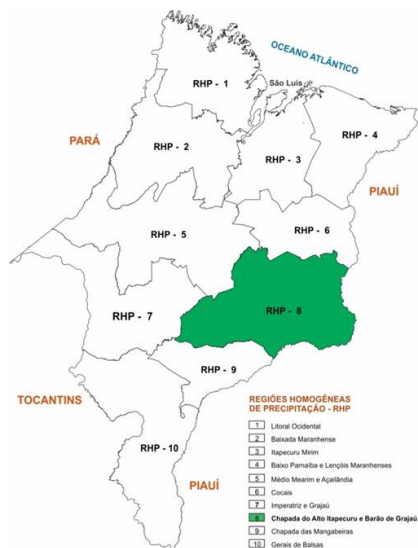 OCEANO ATLÂNTICO
RHP - 1
São Luis
RHP - 4
PARÁ
RHP - 2
RHP - 3
PIAUÍ
RHP - 5
RHP - 6
RHP - 7
RHP - 8
RHP - 9
TOCANTINS
REGIÕES HOMOGÊNEAS
DE PRECIPITAÇÃO - RHP
1 Litoral Ocidental
2 Baixada Maranhense
3 Itapecuru Mirim
4 Baixo Parnaíba e Lençóis Maranhenses
5 Médio Mearim e Açailândia
6 Cocais
7 Imperatriz e Grajaú
8 Chapada do Alto Itapecuru e Barão de Grajaú
9 Chapada das Mangabeiras
10 Gerais de Balsas
RHP - 10
PIAUÍ